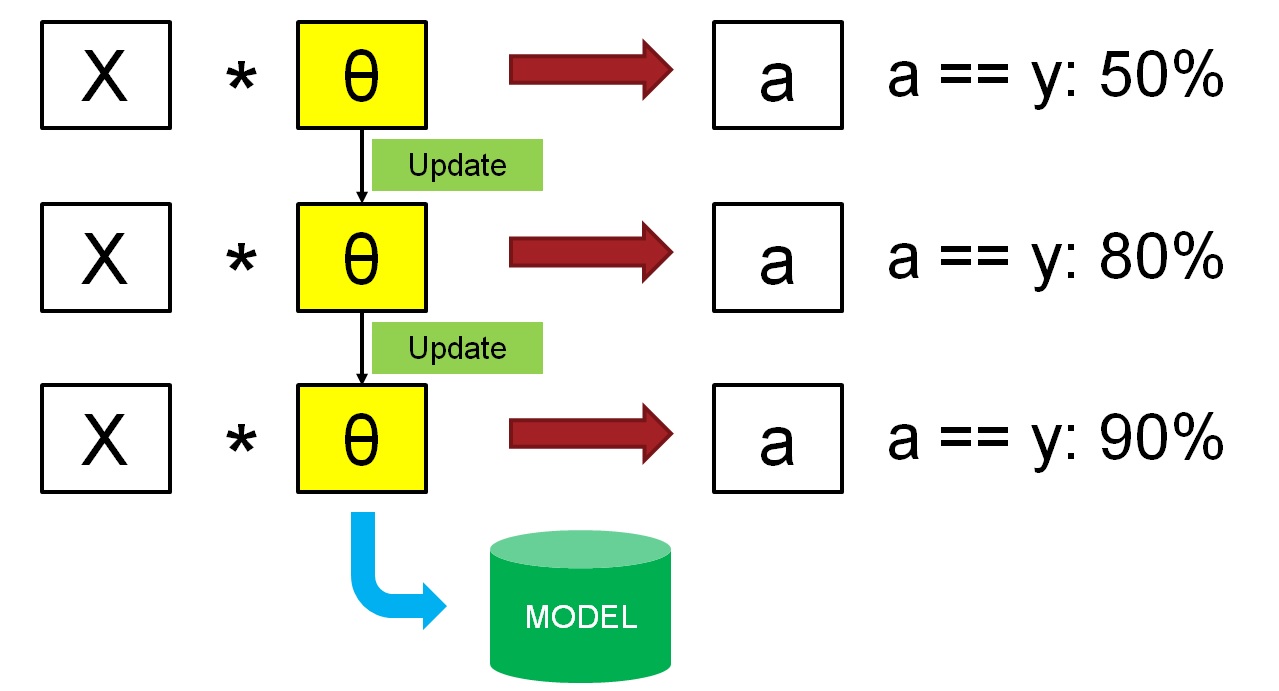 X * θ a a == y: 50%
Update
X * θ a a == y: 80%
Update
X * θ a a == y: 90%
MODEL